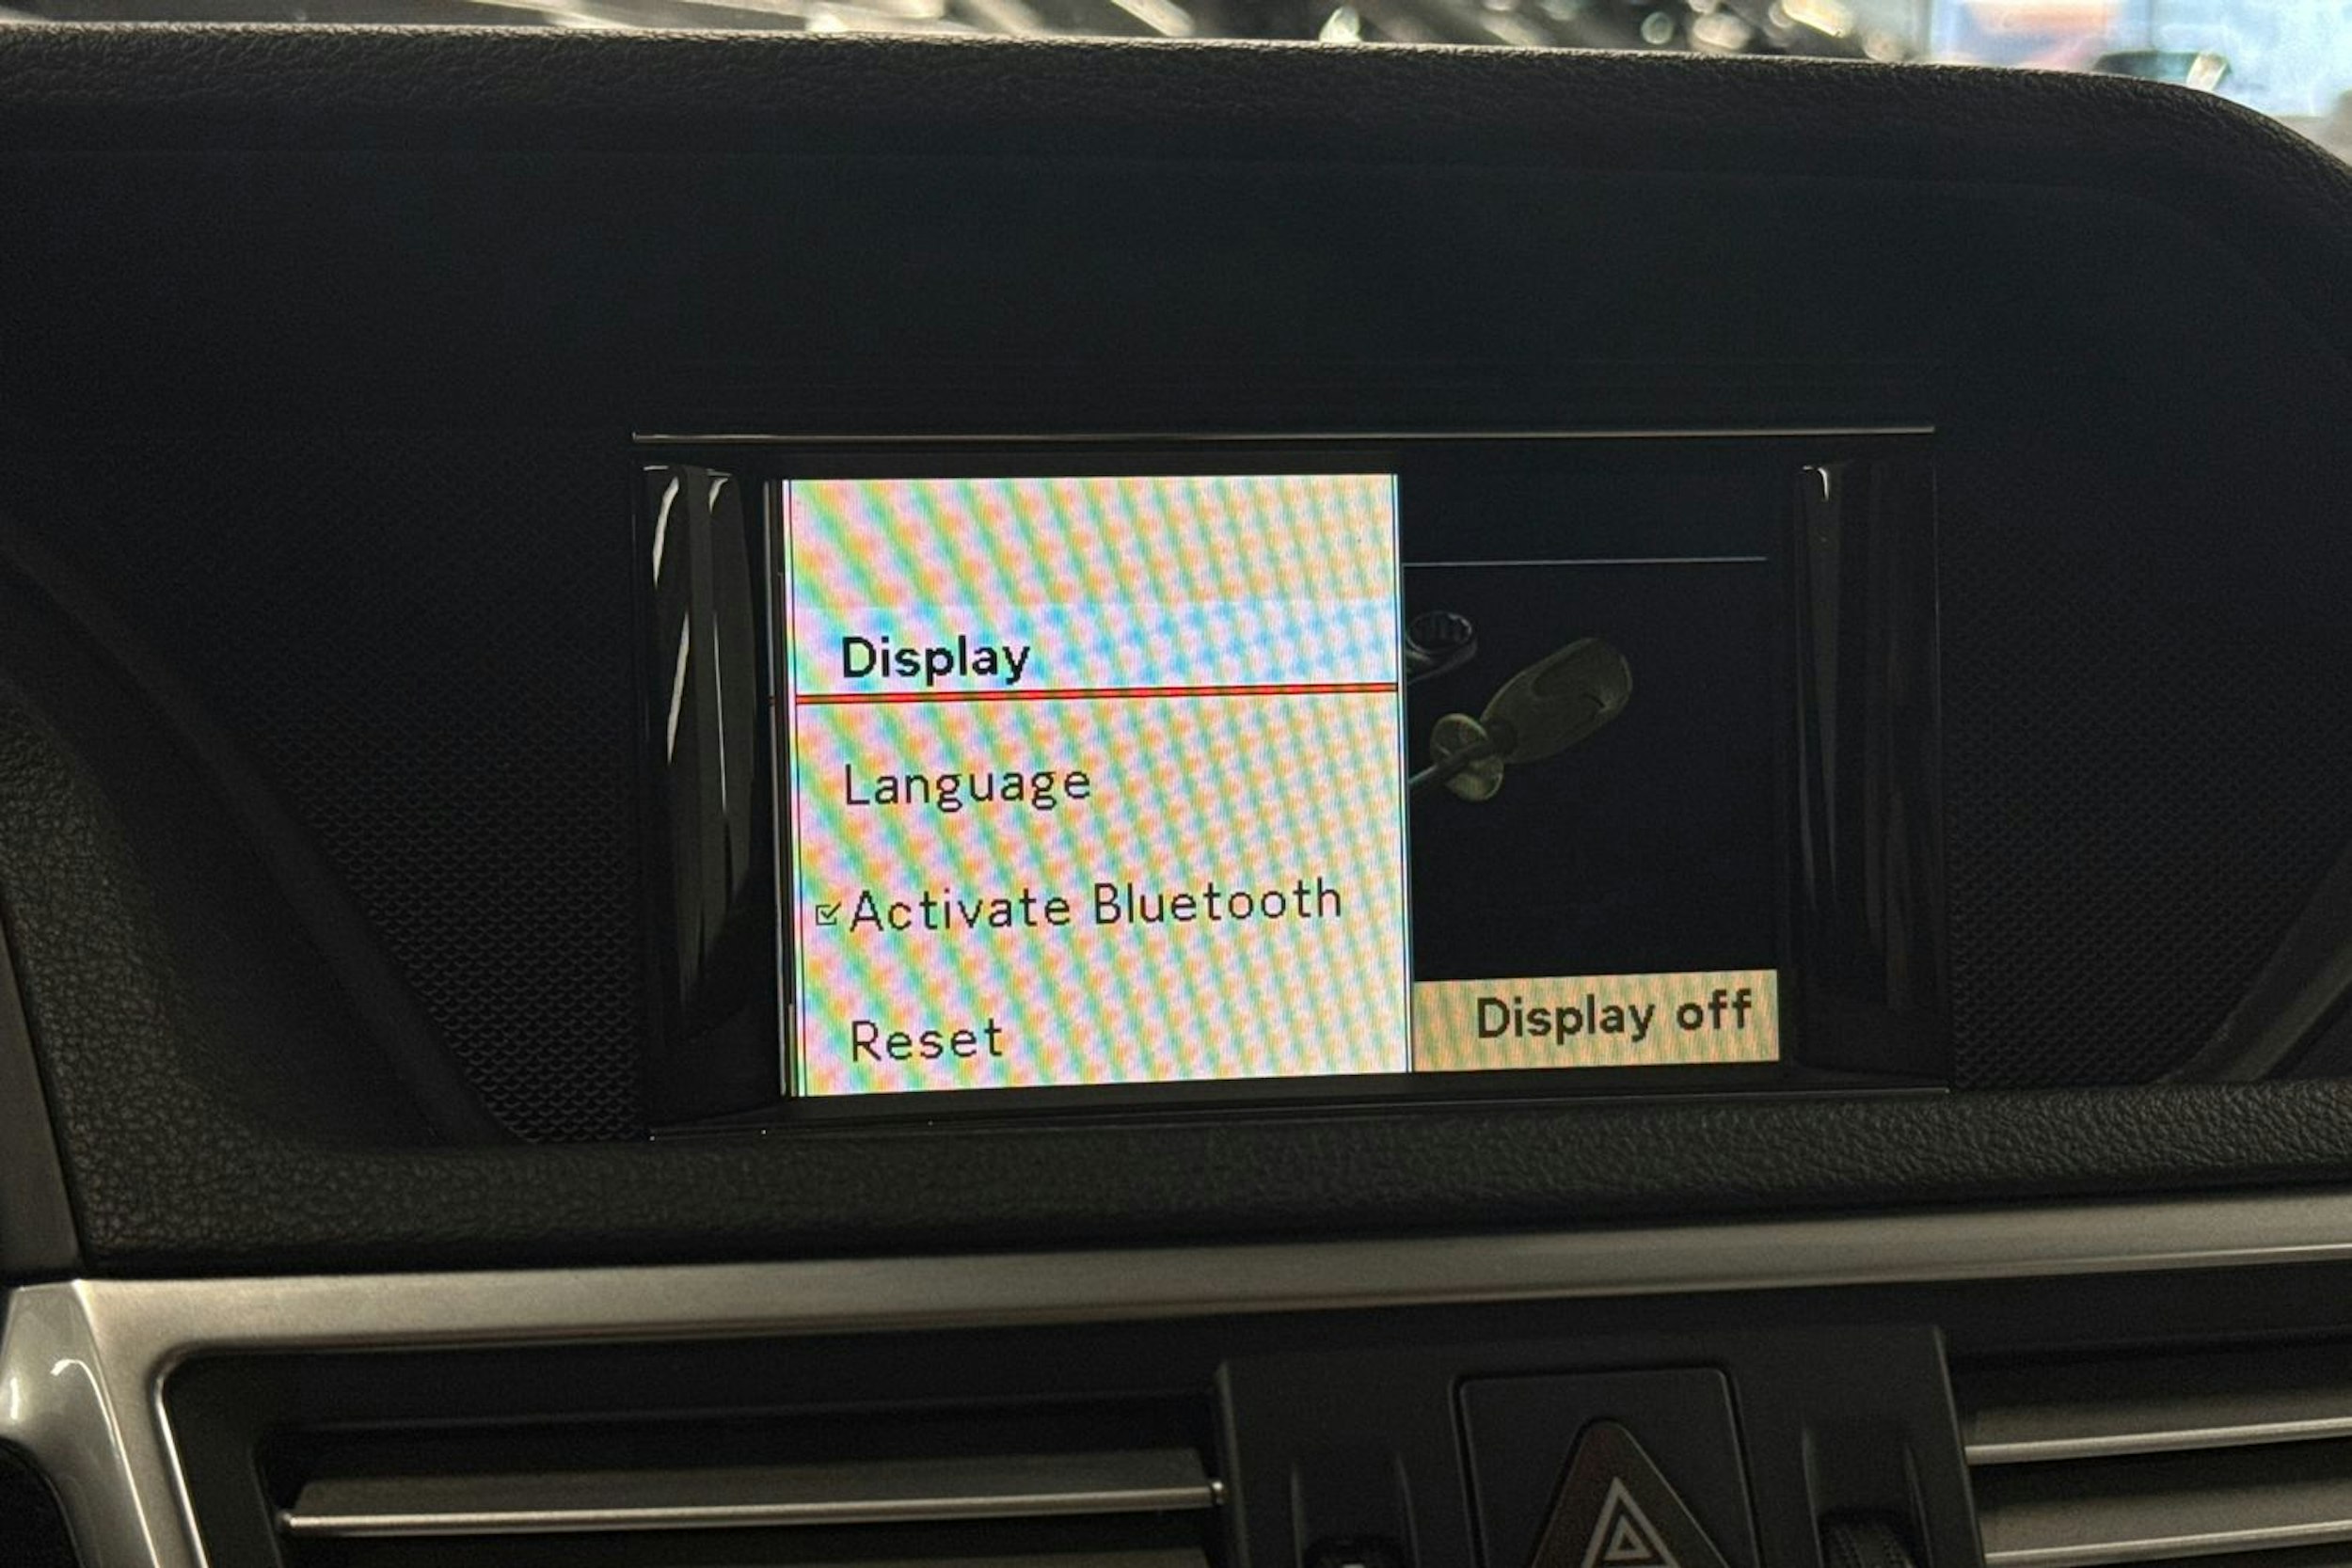 Display
Language
Activate Bluetooth
Reset
Display off